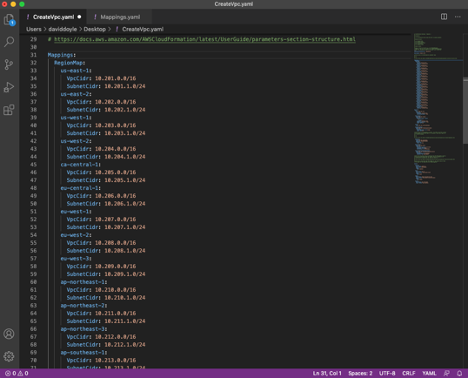 CreateVpc.yaml
CreateVpc.yaml
Mappings.yaml
Users > daviddoyle > Desktop > CreateVpc.yaml
29 # https://docs.aws.amazon.com/AWSCloudFormation/latest/UserGuide/parameters-section-structure.html
30
31 Mappings:
32 RegionMap:
33 us-east-1:
34 VpcCidr: 10.201.0.0/16
35 SubnetCidr: 10.201.1.0/24
36 us-east-2:
37 VpcCidr: 10.202.0.0/16
38 SubnetCidr: 10.202.1.0/24
39 us-west-1:
40 VpcCidr: 10.203.0.0/16
41 SubnetCidr: 10.203.1.0/24
42 us-west-2:
43 VpcCidr: 10.204.0.0/16
44 SubnetCidr: 10.204.1.0/24
45 ca-central-1:
46 VpcCidr: 10.205.0.0/16
47 SubnetCidr: 10.205.1.0/24
48 eu-central-1:
49 VpcCidr: 10.206.0.0/16
50 SubnetCidr: 10.206.1.0/24
51 eu-west-1:
52 VpcCidr: 10.207.0.0/16
53 SubnetCidr: 10.207.1.0/24
54 eu-west-2:
55 VpcCidr: 10.208.0.0/16
56 SubnetCidr: 10.208.1.0/24
57 eu-west-3:
58 VpcCidr: 10.209.0.0/16
59 SubnetCidr: 10.209.1.0/24
60 ap-northeast-1:
61 VpcCidr: 10.210.0.0/16
62 SubnetCidr: 10.210.1.0/24
63 ap-northeast-2:
64 VpcCidr: 10.211.0.0/16
65 SubnetCidr: 10.211.1.0/24
66 ap-northeast-3:
67 VpcCidr: 10.212.0.0/16
68 SubnetCidr: 10.212.1.0/24
69 ap-southeast-1:
70 VpcCidr: 10.213.0.0/16
71 SubnetCidr: 10.213.1.0/24
0 0 Ln 31, Col 1 Spaces: 2 UTF-8 CRLF YAML